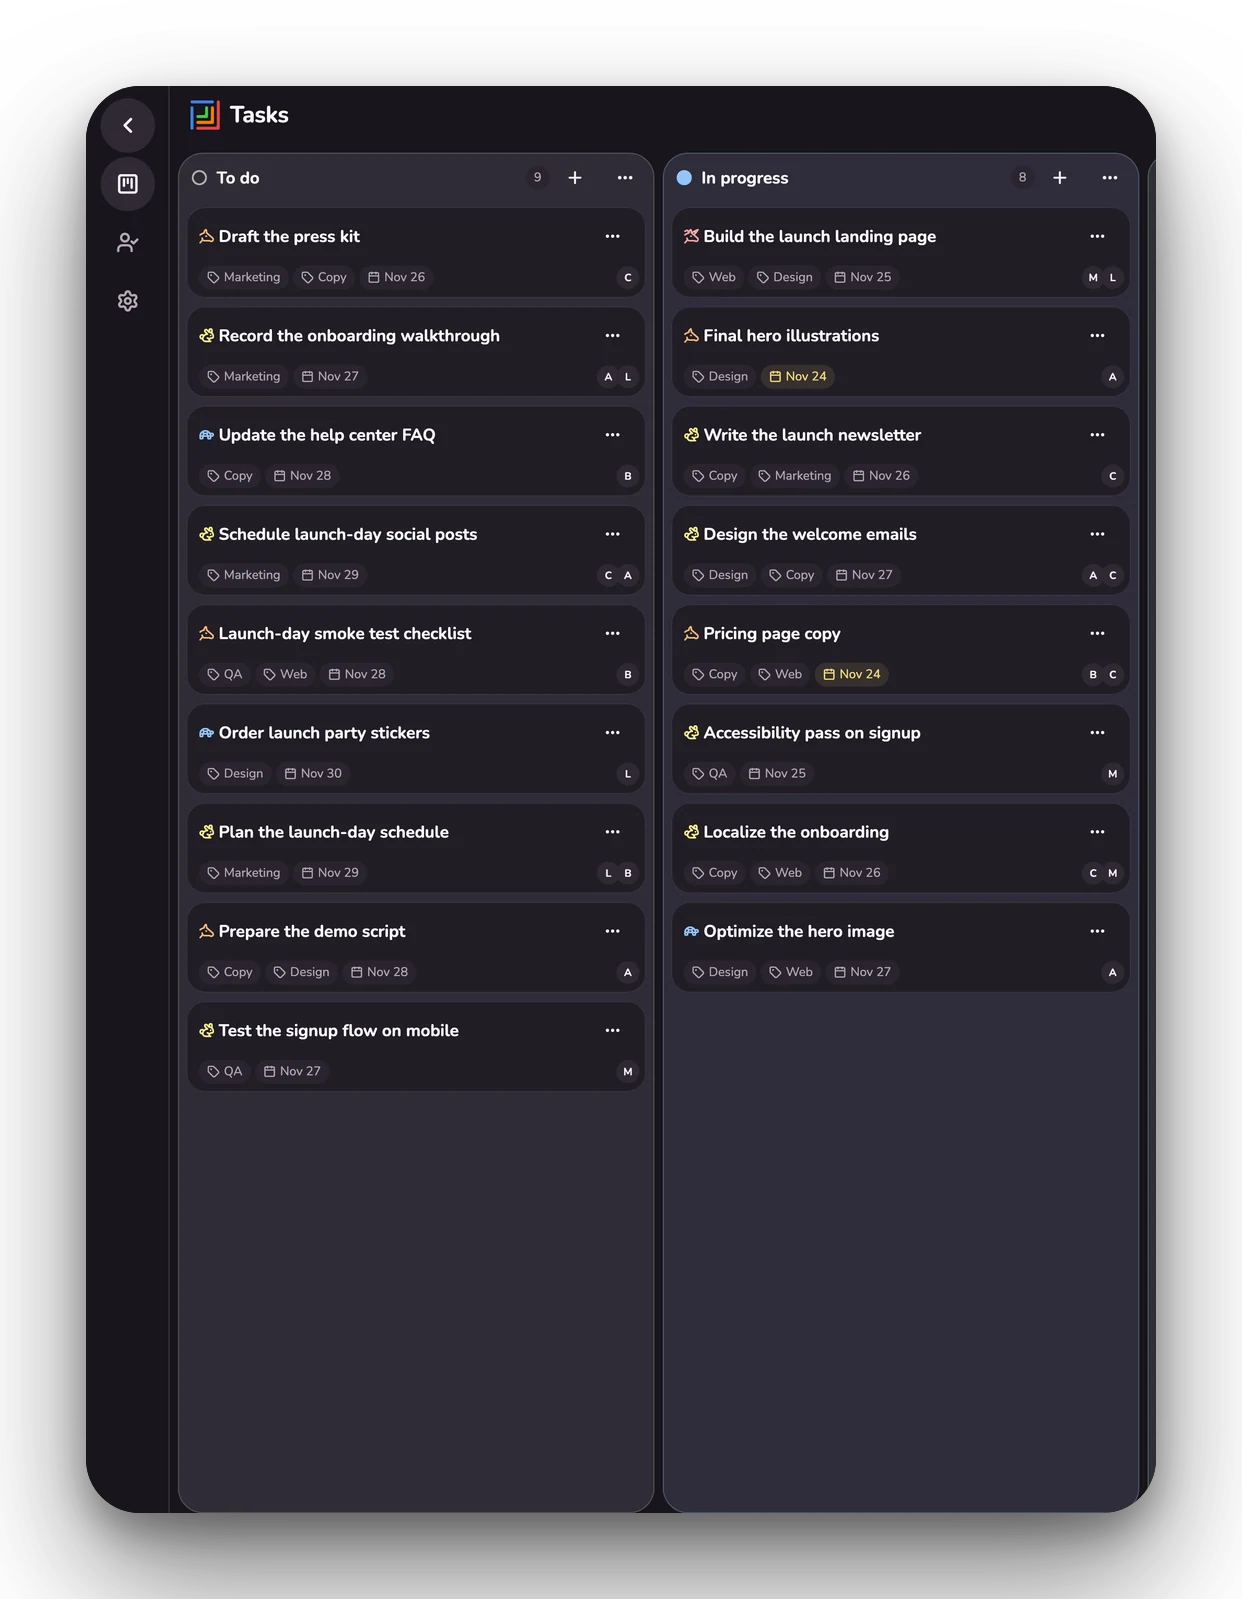 Tasks
To do 9
Draft the press kit
Marketing Copy Nov 26 C
Record the onboarding walkthrough
Marketing Nov 27 A L
Update the help center FAQ
Copy Nov 28 B
Schedule launch-day social posts
Marketing Nov 29 C A
Launch-day smoke test checklist
QA Web Nov 28 B
Order launch party stickers
Design Nov 30 L
Plan the launch-day schedule
Marketing Nov 29 L B
Prepare the demo script
Copy Design Nov 28 A
Test the signup flow on mobile
QA Nov 27 M
In progress 8
Build the launch landing page
Web Design Nov 25 M L
Final hero illustrations
Design Nov 24 A
Write the launch newsletter
Copy Marketing Nov 26 C
Design the welcome emails
Design Copy Nov 27 A C
Pricing page copy
Copy Web Nov 24 B C
Accessibility pass on signup
QA Nov 25 M
Localize the onboarding
Copy Web Nov 26 C M
Optimize the hero image
Design Web Nov 27 A